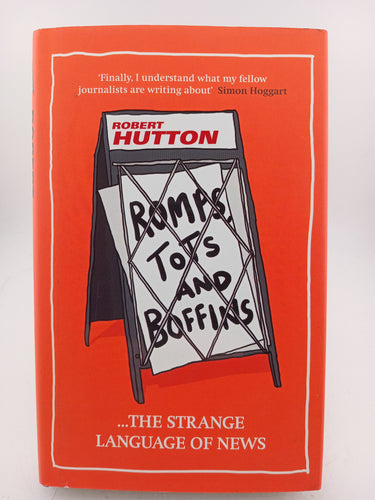 'Finally, I understand what my fellow
journalists are writing about' Simon Hoggart
ROBERT
HUTTON
ROMPS,
TOTS
AND
BOFFINS
...THE STRANGE
LANGUAGE OF NEWS